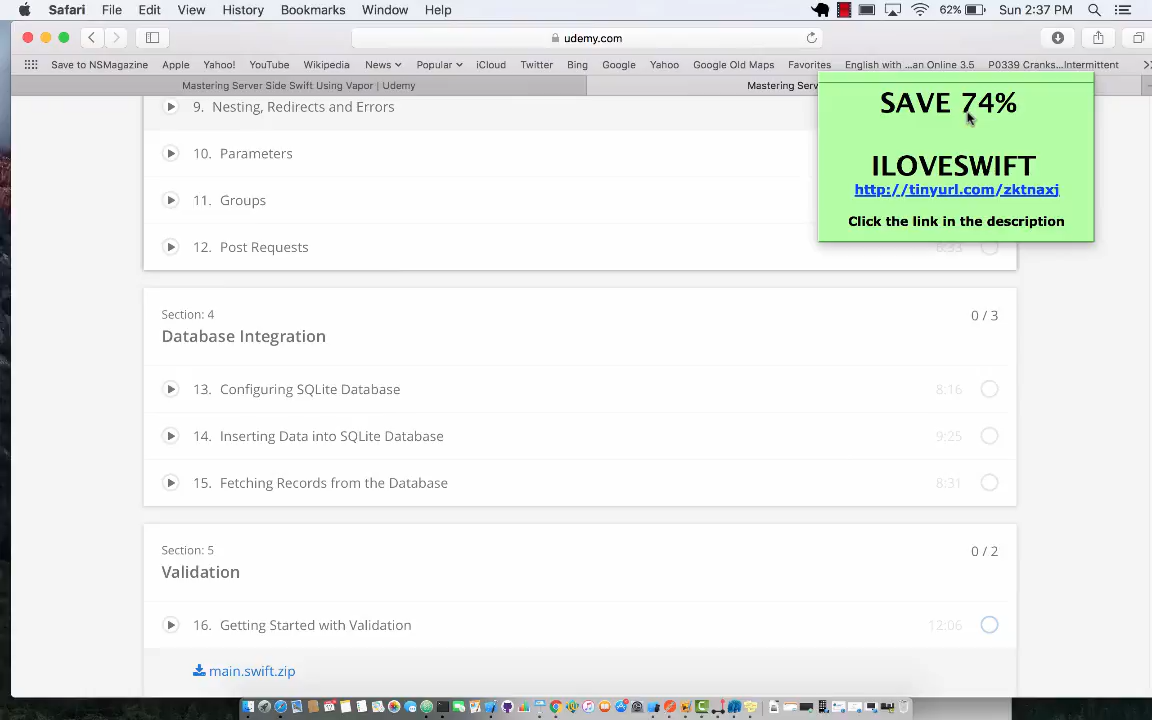 Safari File Edit View History Bookmarks Window Help 62% Sun 2:37 PM
udemy.com
Save to NSMagazine Apple Yahoo! YouTube Wikipedia News Popular iCloud Twitter Bing Google Yahoo Google Old Maps Favorites English with ...an Online 3.5 P0339 Cranks...Intermittent
Mastering Server Side Swift Using Vapor | Udemy Mastering Serv
SAVE 74%
ILOVESWIFT
http://tinyurl.com/zktnaxj
Click the link in the description
9. Nesting, Redirects and Errors
10. Parameters
11. Groups
12. Post Requests 8:33
Section: 4 0 / 3
Database Integration
13. Configuring SQLite Database 8:16
14. Inserting Data into SQLite Database 9:25
15. Fetching Records from the Database 8:31
Section: 5 0 / 2
Validation
16. Getting Started with Validation 12:06
main.swift.zip